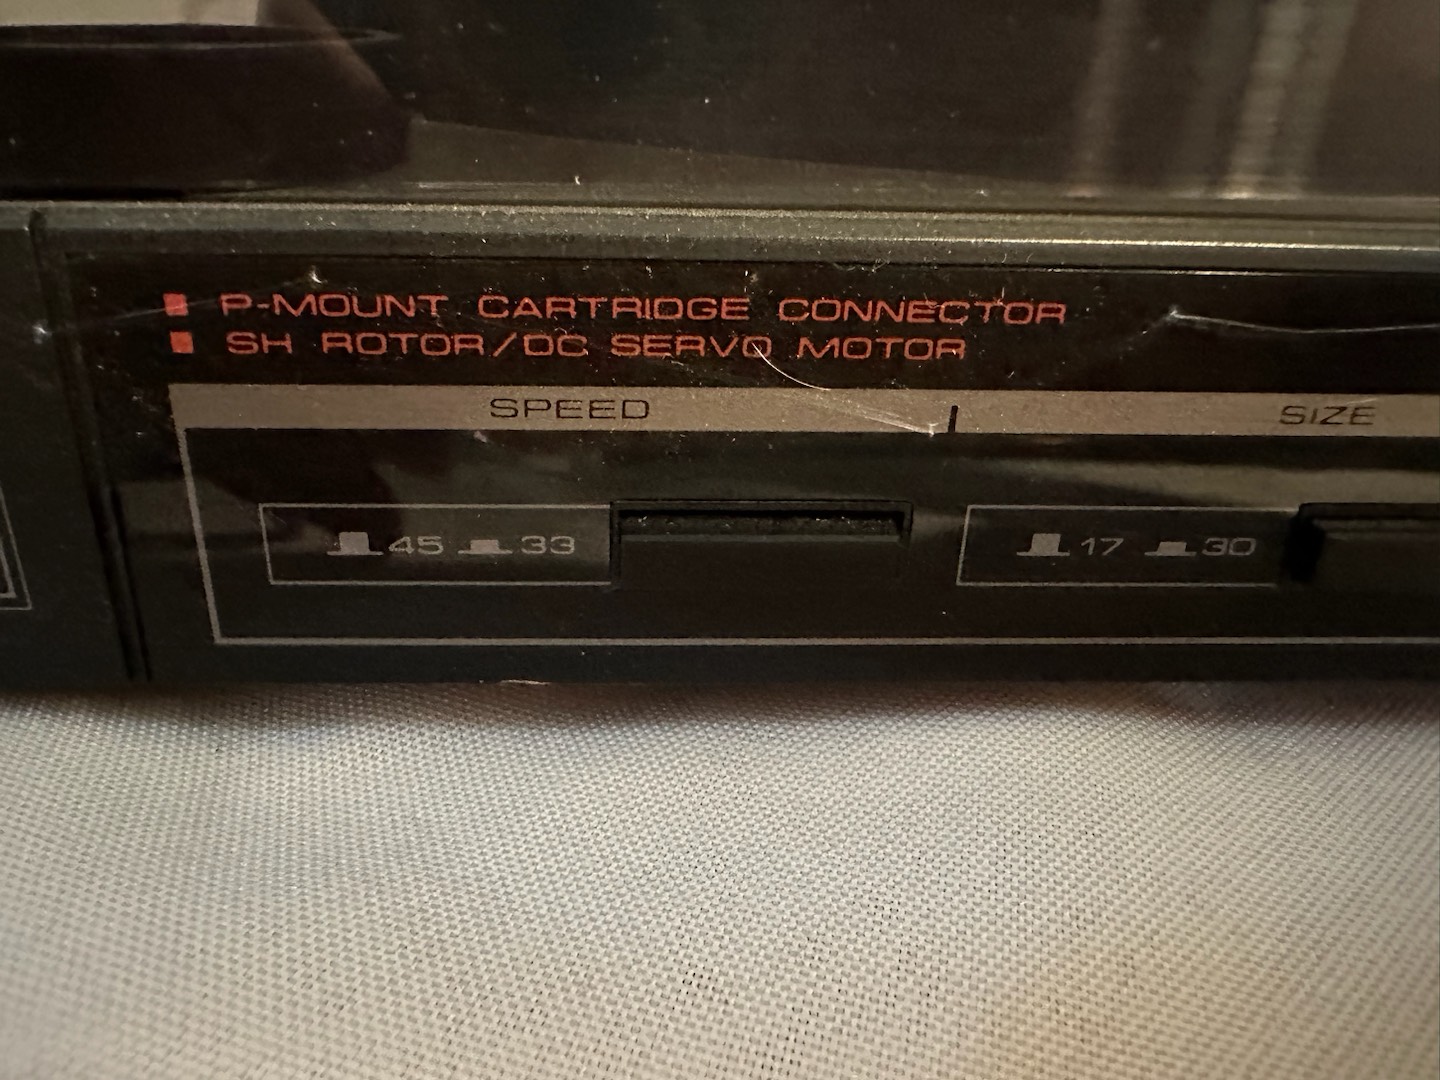 P-MOUNT CARTRIDGE CONNECTOR
SH ROTOR/DC SERVO MOTOR
SPEED
SIZE
45 33
17 30